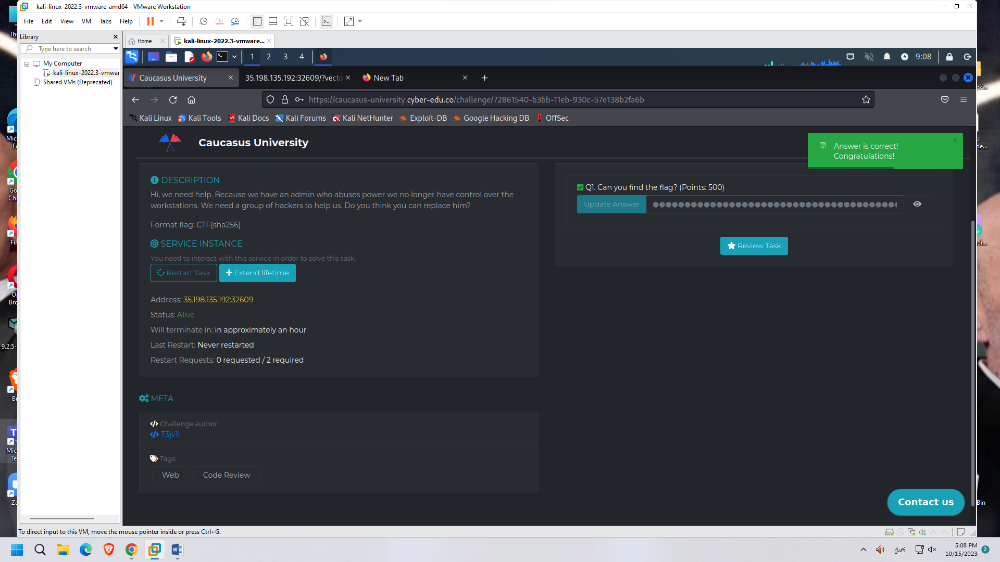 kali-linux-2022.3-vmware-amd64 - VMware Workstation
File Edit View VM Tabs Help
Library
Type here to search
My Computer
kali-linux-2022.3-vmwar
Shared VMs (Deprecated)
Home
kali-linux-2022.3-vmware...
1 2 3 4
9:08
Caucasus University
35.198.135.192:32609/?vecto
New Tab
https://caucasus-university.cyber-edu.co/challenge/72861540-b3bb-11eb-930c-57e138b2fa6b
Kali Linux Kali Tools Kali Docs Kali Forums Kali NetHunter Exploit-DB Google Hacking DB OffSec
Caucasus University
Answer is correct!
Congratulations!
DESCRIPTION
Hi, we need help. Because we have an admin who abuses power we no longer have control over the
workstations. We need a group of hackers to help us. Do you think you can replace him?
Format flag: CTF{sha256}
SERVICE INSTANCE
You need to interact with this service in order to solve this task.
Restart Task
Extend lifetime
Address: 35.198.135.192:32609
Status: Alive
Will terminate in: in approximately an hour
Last Restart: Never restarted
Restart Requests: 0 requested / 2 required
META
Challenge author:
T3jv1l
Tags:
Web
Code Review
Q1. Can you find the flag? (Points: 500)
Update Answer
Review Task
Contact us
To direct input to this VM, move the mouse pointer inside or press Ctrl+G.
ქარ
5:08 PM
10/15/2023
2
9.2.5-
Bin